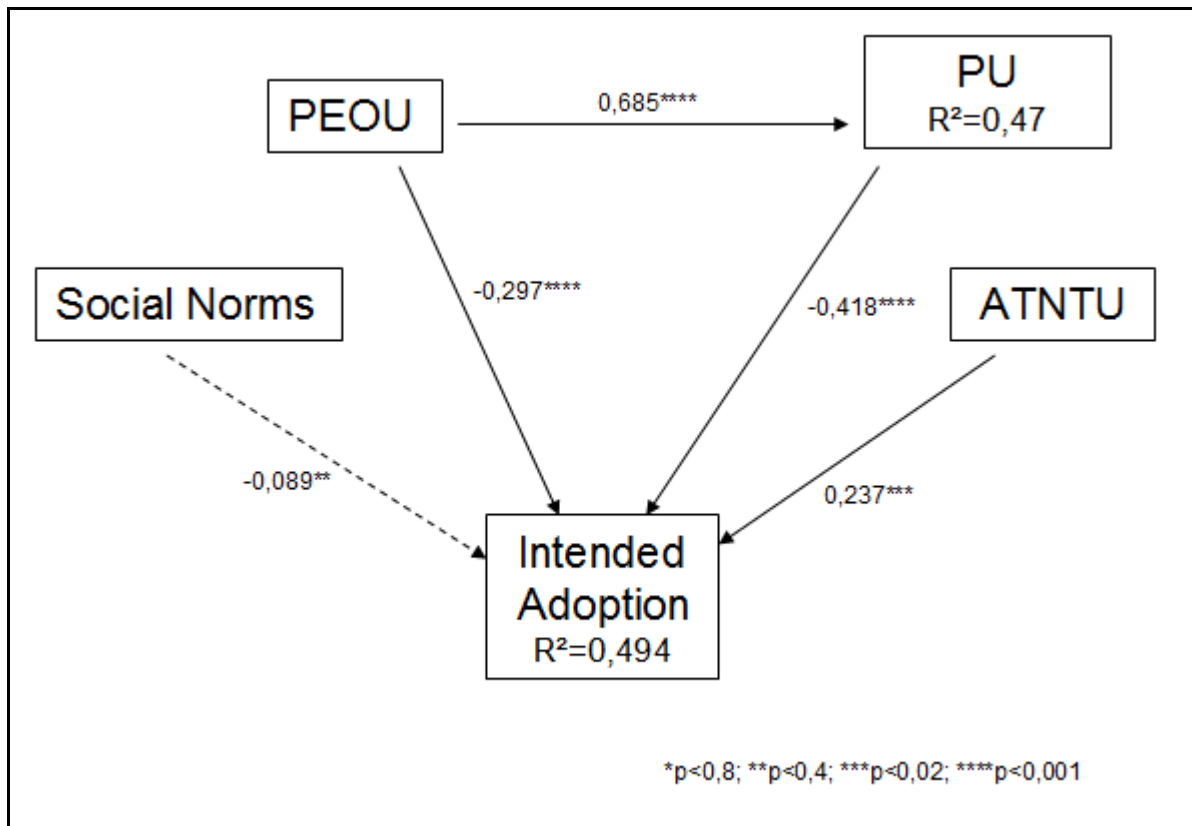 PEOU
0,685****
PU
R²=0,47
Social Norms
-0,297****
-0,418****
ATNTU
-0,089**
0,237***
Intended
Adoption
R²=0,494
*p<0,8; **p<0,4; ***p<0,02; ****p<0,001